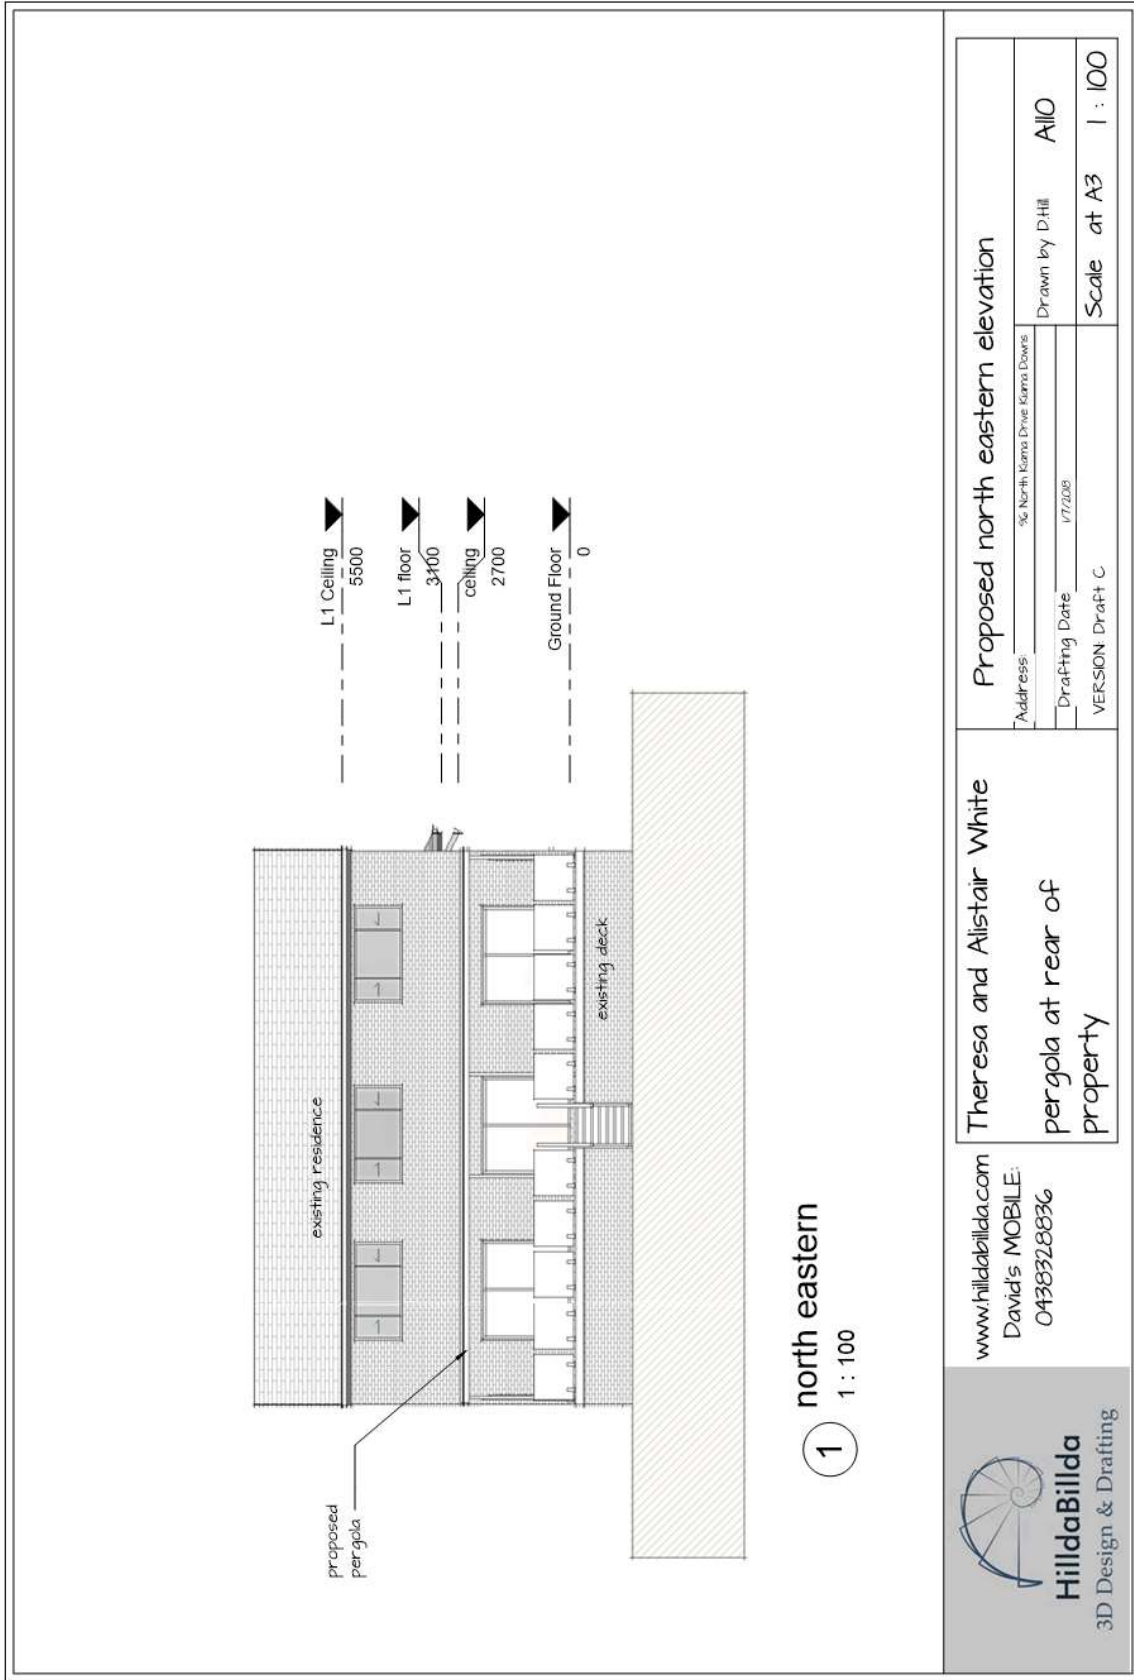 L1 Ceiling
5500
L1 floor
3100
ceiling
2700
Ground Floor
0
existing residence
existing deck
proposed
pergola
1
north eastern
1 : 100
HilldaBillda
3D Design & Drafting
www.hilldabillda.com
David's MOBILE:
0438328836
Theresa and Alistair White
pergola at rear of
property
Proposed north eastern elevation
Address: 96 North Kiama Drive Kiama Downs
Drafting Date 1/7/2018
VERSION: Draft C
Drawn by D.Hill
A110
Scale at A3 1 : 100